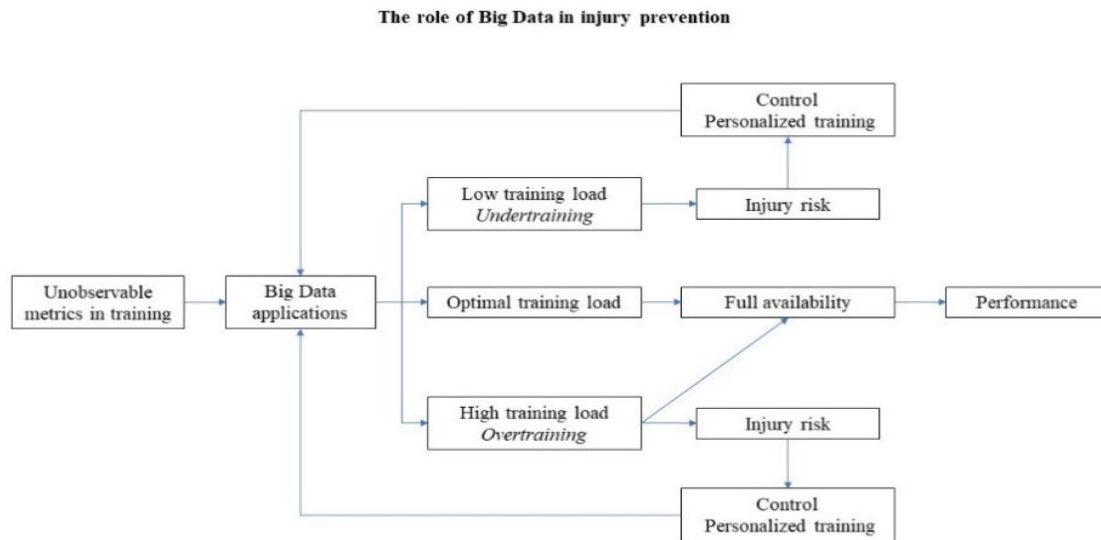 The role of Big Data in injury prevention
Control
Personalized training
Low training load
Undertraining
Injury risk
Unobservable
metrics in training
Big Data
applications
Optimal training load
Full availability
Performance
High training load
Overtraining
Injury risk
Control
Personalized training